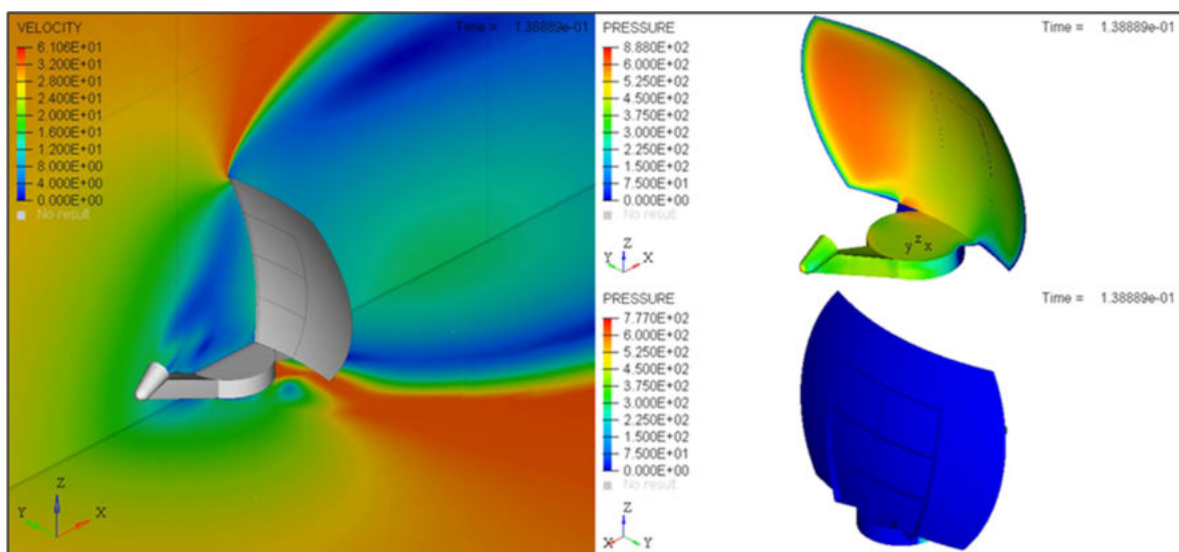 VELOCITY
Time = 1.38889e-01
6.106E+01
3.200E+01
2.800E+01
2.400E+01
2.000E+01
1.600E+01
1.200E+01
8.000E+00
4.000E+00
0.000E+00
No result
Z
Y
X
PRESSURE
Time = 1.38889e-01
8.880E+02
6.000E+02
5.250E+02
4.500E+02
3.750E+02
3.000E+02
2.250E+02
1.500E+02
7.500E+01
0.000E+00
No result
y z x
Z
Y
X
PRESSURE
Time = 1.38889e-01
7.770E+02
6.000E+02
5.250E+02
4.500E+02
3.750E+02
3.000E+02
2.250E+02
1.500E+02
7.500E+01
0.000E+00
No result
Z
X
Y